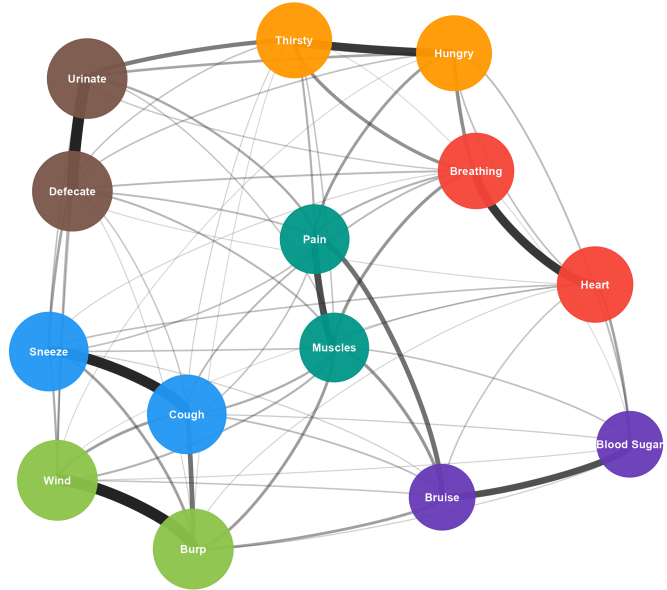 Thirsty
Hungry
Urinate
Breathing
Defecate
Pain
Heart
Muscles
Sneeze
Cough
Blood Sugar
Wind
Bruise
Burp